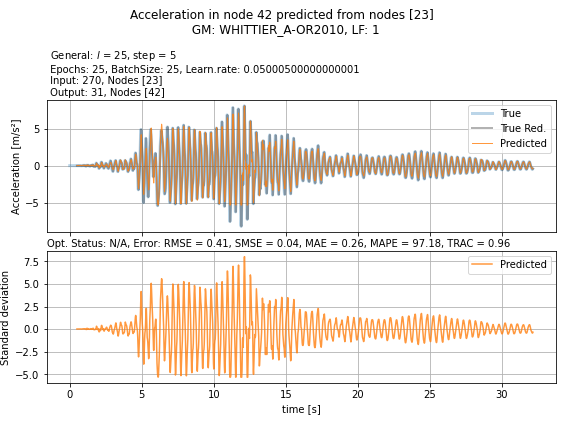 Acceleration in node 42 predicted from nodes [23]
GM: WHITTIER_A-OR2010, LF: 1
General: l = 25, step = 5
Epochs: 25, BatchSize: 25, Learn.rate: 0.05000500000000001
Input: 270, Nodes [23]
Output: 31, Nodes [42]
Acceleration [m/s²]
5
0
−5
True
True Red.
Predicted
Opt. Status: N/A, Error: RMSE = 0.41, SMSE = 0.04, MAE = 0.26, MAPE = 97.18, TRAC = 0.96
Standard deviation
7.5
5.0
2.5
0.0
−2.5
−5.0
Predicted
0 5 10 15 20 25 30
time [s]